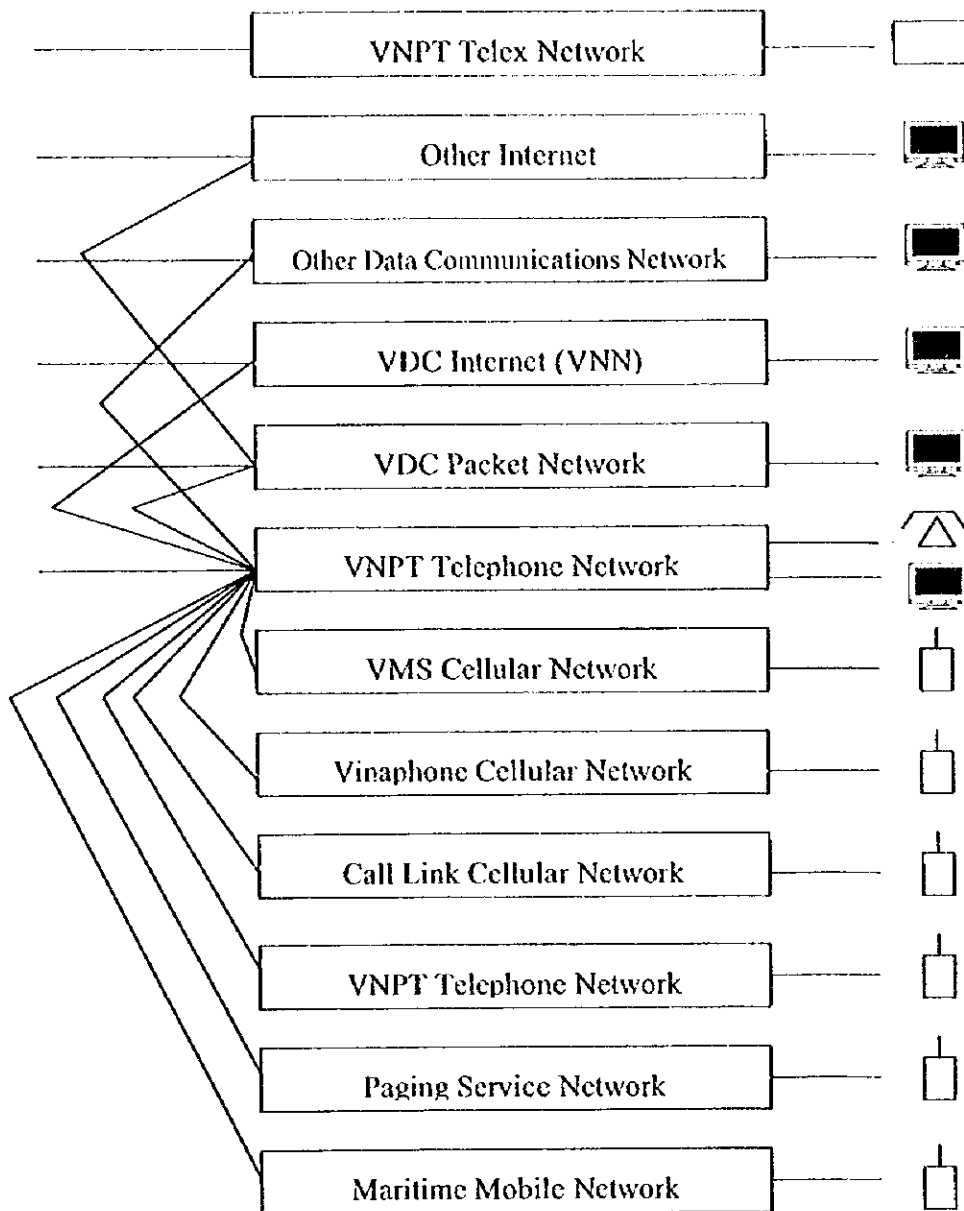 VNPT Telex Network
Other Internet
Other Data Communications Network
VDC Internet (VNN)
VDC Packet Network
VNPT Telephone Network
VMS Cellular Network
Vinaphone Cellular Network
Call Link Cellular Network
VNPT Telephone Network
Paging Service Network
Maritime Mobile Network